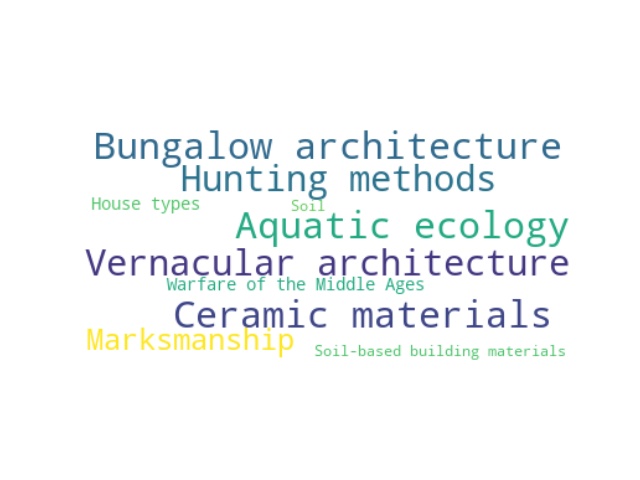 Bungalow architecture
Hunting methods
House types
Soil
Aquatic ecology
Vernacular architecture
Warfare of the Middle Ages
Ceramic materials
Marksmanship
Soil-based building materials